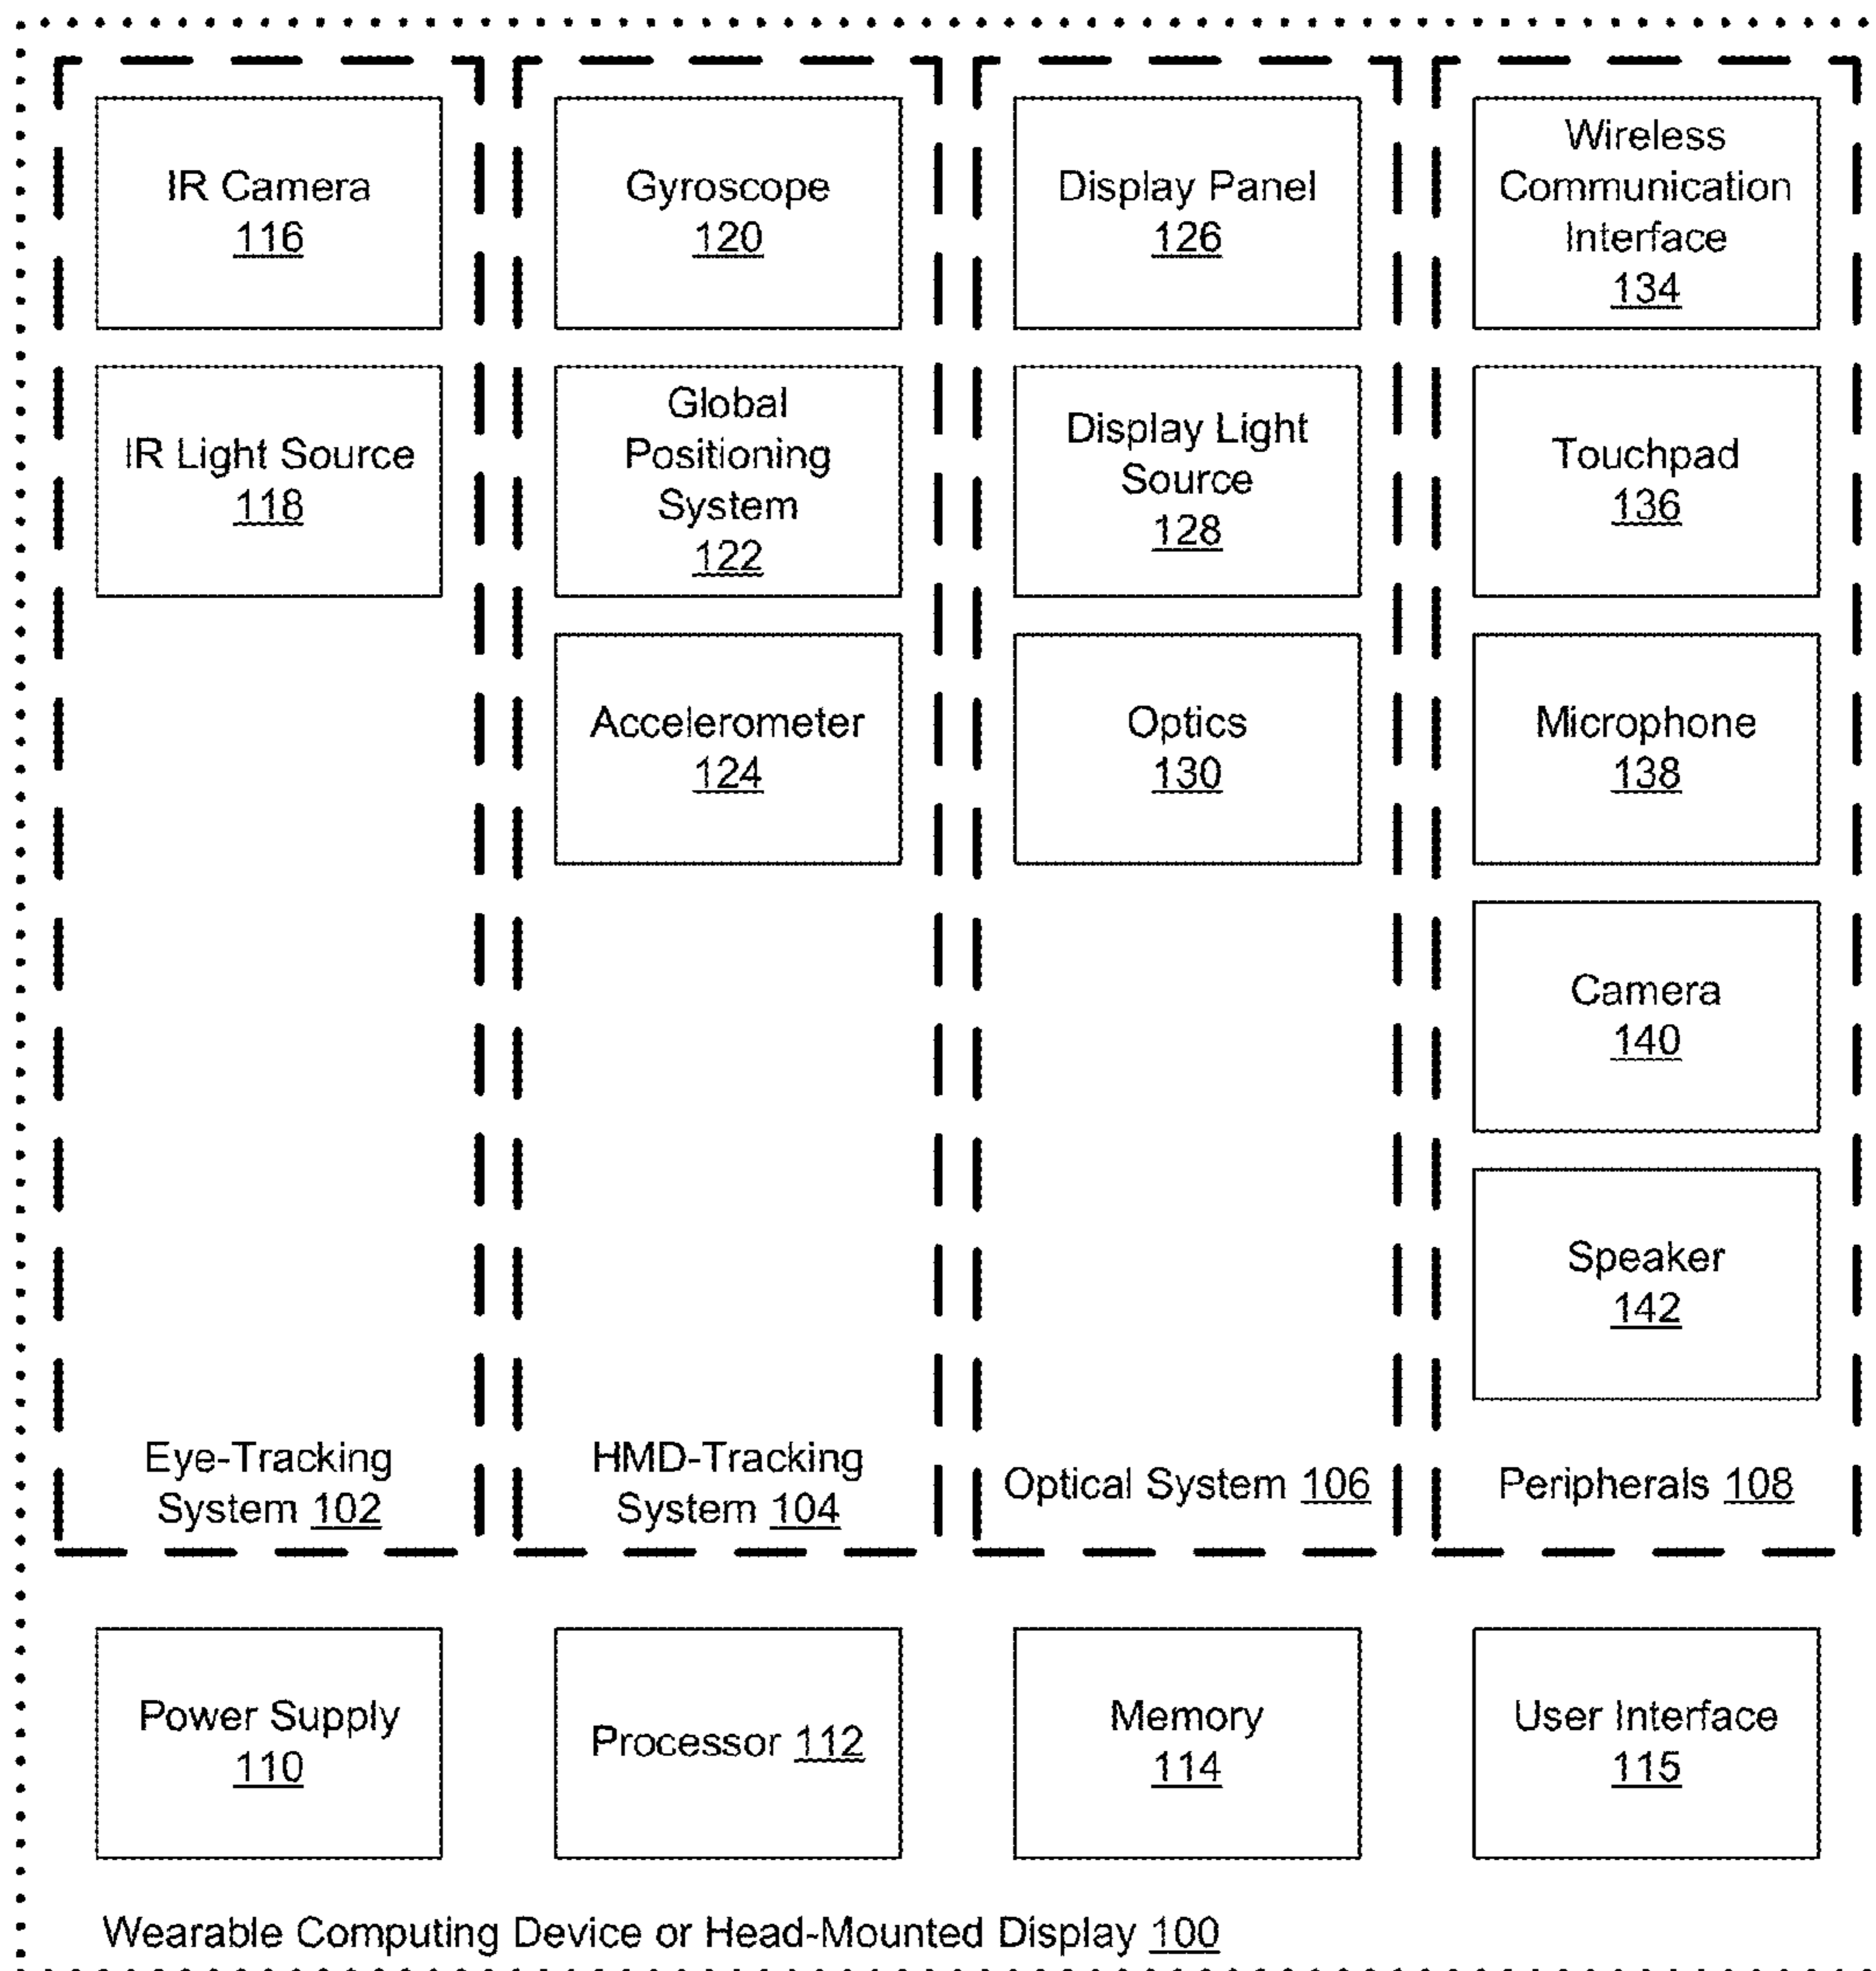 IR Camera
116
IR Light Source
118
Eye-Tracking
System 102
Gyroscope
120
Global
Positioning
System
122
Accelerometer
124
HMD-Tracking
System 104
Display Panel
126
Display Light
Source
128
Optics
130
Optical System 106
Wireless
Communication
Interface
134
Touchpad
136
Microphone
138
Camera
140
Speaker
142
Peripherals 108
Power Supply
110
Processor 112
Memory
114
User Interface
115
Wearable Computing Device or Head-Mounted Display 100